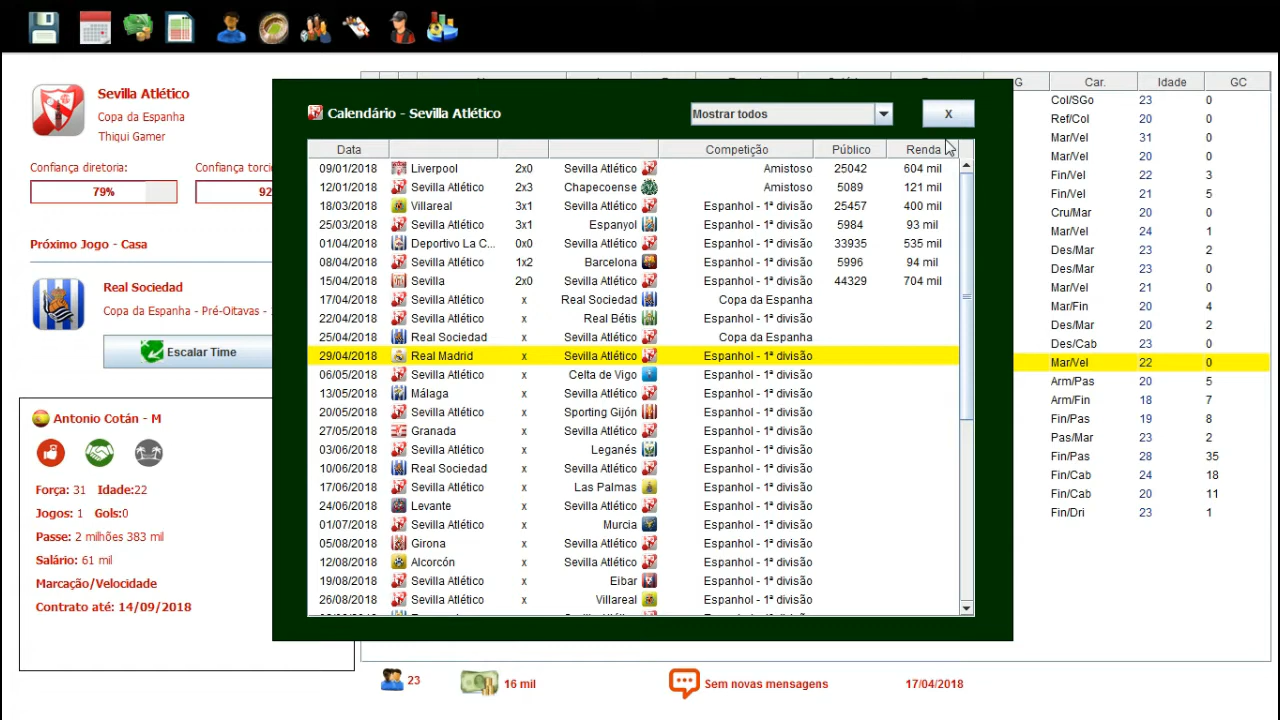 Sevilla Atlético
Copa da Espanha
Thiqui Gamer
Confiança diretoria:
Confiança torci
79%
92
Próximo Jogo - Casa
Real Sociedad
Copa da Espanha - Pré-Oitavas -
Escalar Time
Antonio Cotán - M
Força: 31 Idade:22
Jogos: 1 Gols:0
Passe: 2 milhões 383 mil
Salário: 61 mil
Marcação/Velocidade
Contrato até: 14/09/2018
Calendário - Sevilla Atlético
Mostrar todos
X
Data Competição Público Renda
09/01/2018 Liverpool 2x0 Sevilla Atlético Amistoso 25042 604 mil
12/01/2018 Sevilla Atlético 2x3 Chapecoense Amistoso 5089 121 mil
18/03/2018 Villareal 3x1 Sevilla Atlético Espanhol - 1ª divisão 25457 400 mil
25/03/2018 Sevilla Atlético 3x1 Espanyol Espanhol - 1ª divisão 5984 93 mil
01/04/2018 Deportivo La C... 0x0 Sevilla Atlético Espanhol - 1ª divisão 33935 535 mil
08/04/2018 Sevilla Atlético 1x2 Barcelona Espanhol - 1ª divisão 5996 94 mil
15/04/2018 Sevilla 2x0 Sevilla Atlético Espanhol - 1ª divisão 44329 704 mil
17/04/2018 Sevilla Atlético x Real Sociedad Copa da Espanha
22/04/2018 Sevilla Atlético x Real Bétis Espanhol - 1ª divisão
25/04/2018 Real Sociedad x Sevilla Atlético Copa da Espanha
29/04/2018 Real Madrid x Sevilla Atlético Espanhol - 1ª divisão
06/05/2018 Sevilla Atlético x Celta de Vigo Espanhol - 1ª divisão
13/05/2018 Málaga x Sevilla Atlético Espanhol - 1ª divisão
20/05/2018 Sevilla Atlético x Sporting Gijón Espanhol - 1ª divisão
27/05/2018 Granada x Sevilla Atlético Espanhol - 1ª divisão
03/06/2018 Sevilla Atlético x Leganés Espanhol - 1ª divisão
10/06/2018 Real Sociedad x Sevilla Atlético Espanhol - 1ª divisão
17/06/2018 Sevilla Atlético x Las Palmas Espanhol - 1ª divisão
24/06/2018 Levante x Sevilla Atlético Espanhol - 1ª divisão
01/07/2018 Sevilla Atlético x Murcia Espanhol - 1ª divisão
05/08/2018 Girona x Sevilla Atlético Espanhol - 1ª divisão
12/08/2018 Alcorcón x Sevilla Atlético Espanhol - 1ª divisão
19/08/2018 Sevilla Atlético x Eibar Espanhol - 1ª divisão
26/08/2018 Sevilla Atlético x Villareal Espanhol - 1ª divisão
G Car. Idade GC
Col/SGo 23 0
Ref/Col 20 0
Mar/Vel 31 0
Mar/Vel 20 0
Fin/Vel 22 3
Fin/Vel 21 5
Cru/Mar 20 0
Mar/Vel 24 1
Des/Mar 23 2
Des/Mar 23 0
Mar/Vel 21 0
Mar/Fin 20 4
Des/Mar 20 2
Des/Cab 23 0
Mar/Vel 22 0
Arm/Pas 20 5
Arm/Fin 18 7
Fin/Pas 19 8
Pas/Mar 23 2
Fin/Pas 28 35
Fin/Cab 24 18
Fin/Cab 20 11
Fin/Dri 23 1
23
16 mil
Sem novas mensagens
17/04/2018